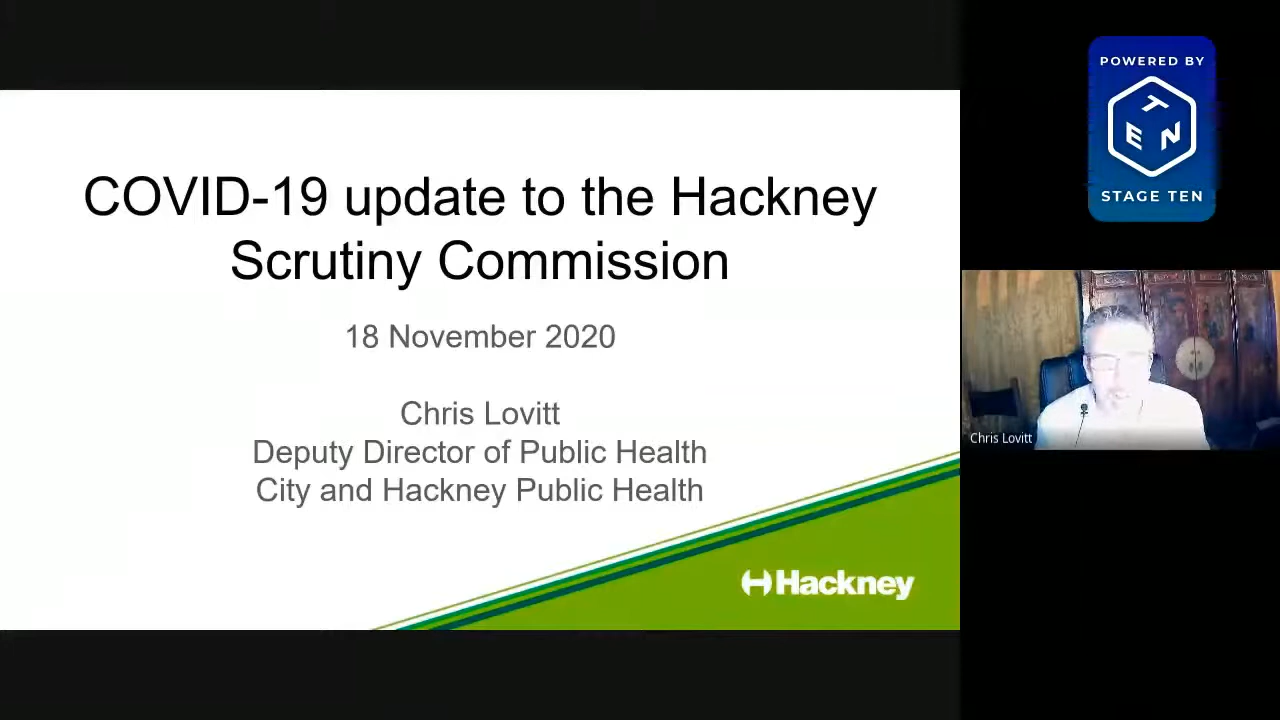 COVID-19 update to the Hackney
Scrutiny Commission
18 November 2020
Chris Lovitt
Deputy Director of Public Health
City and Hackney Public Health
Hackney
POWERED BY
TEN
STAGE TEN
Chris Lovitt